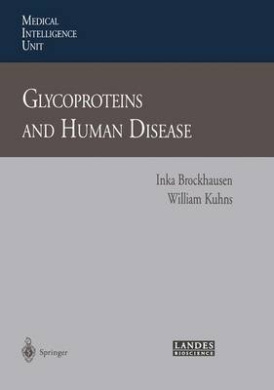 MEDICAL
INTELLIGENCE
UNIT
GLYCOPROTEINS
AND HUMAN DISEASE
Inka Brockhausen
William Kuhns
Springer
LANDES
BIOSCIENCE